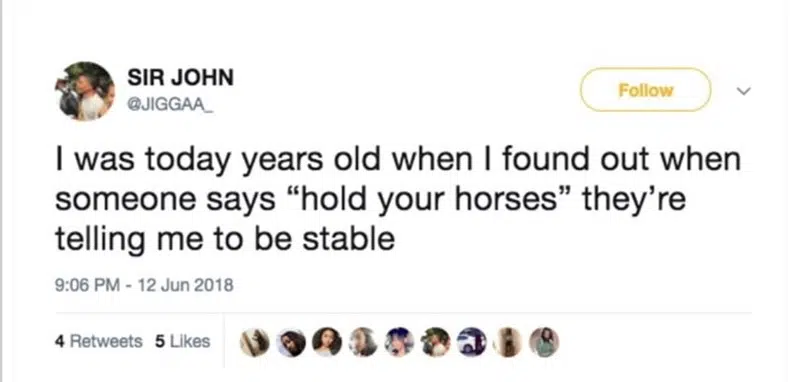 SIR JOHN
@JIGGAA_
Follow
I was today years old when I found out when
someone says “hold your horses” they’re
telling me to be stable
9:06 PM - 12 Jun 2018
4 Retweets 5 Likes